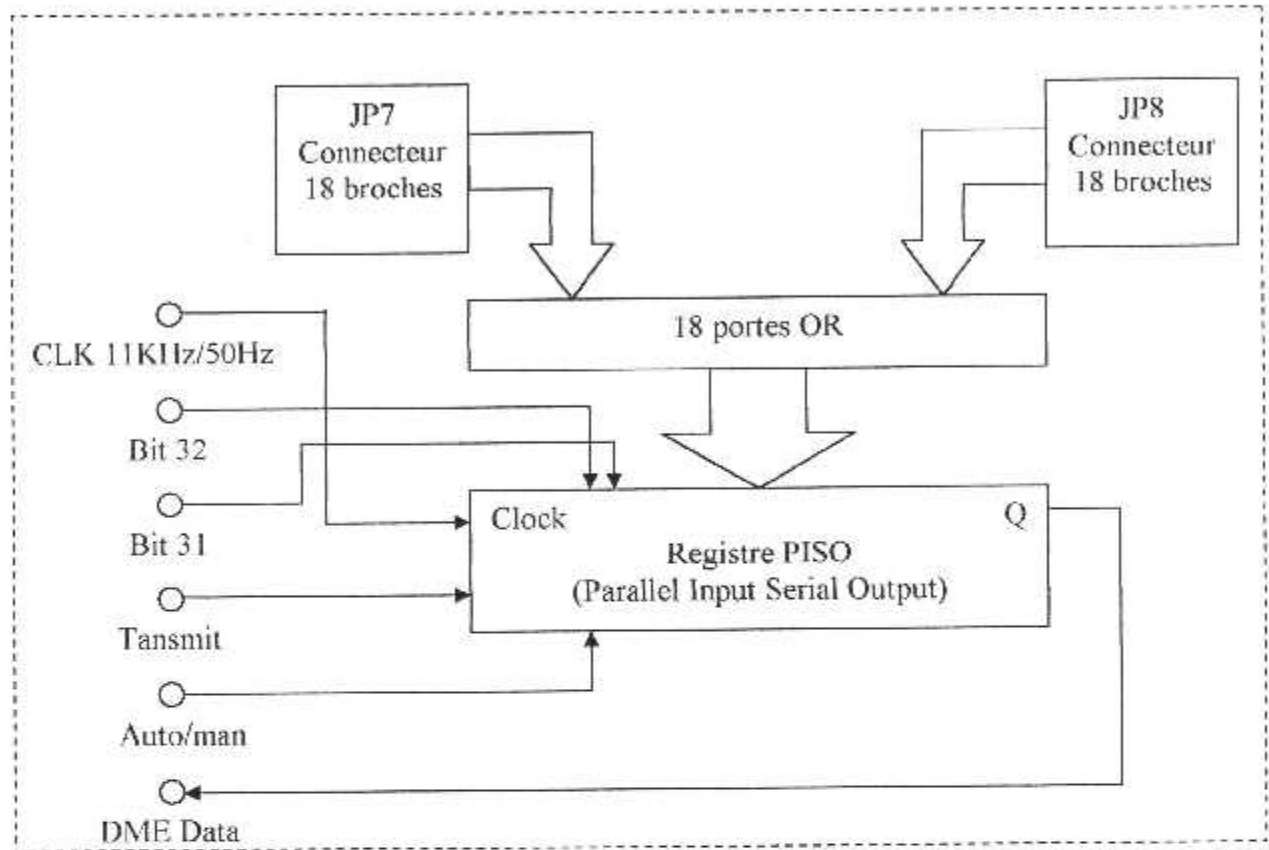 JP7
Connecteur
18 broches
JP8
Connecteur
18 broches
18 portes OR
CLK 11KHz/50Hz
Bit 32
Bit 31
Tansmit
Auto/man
DME Data
Clock
Q
Registre PISO
(Parallel Input Serial Output)